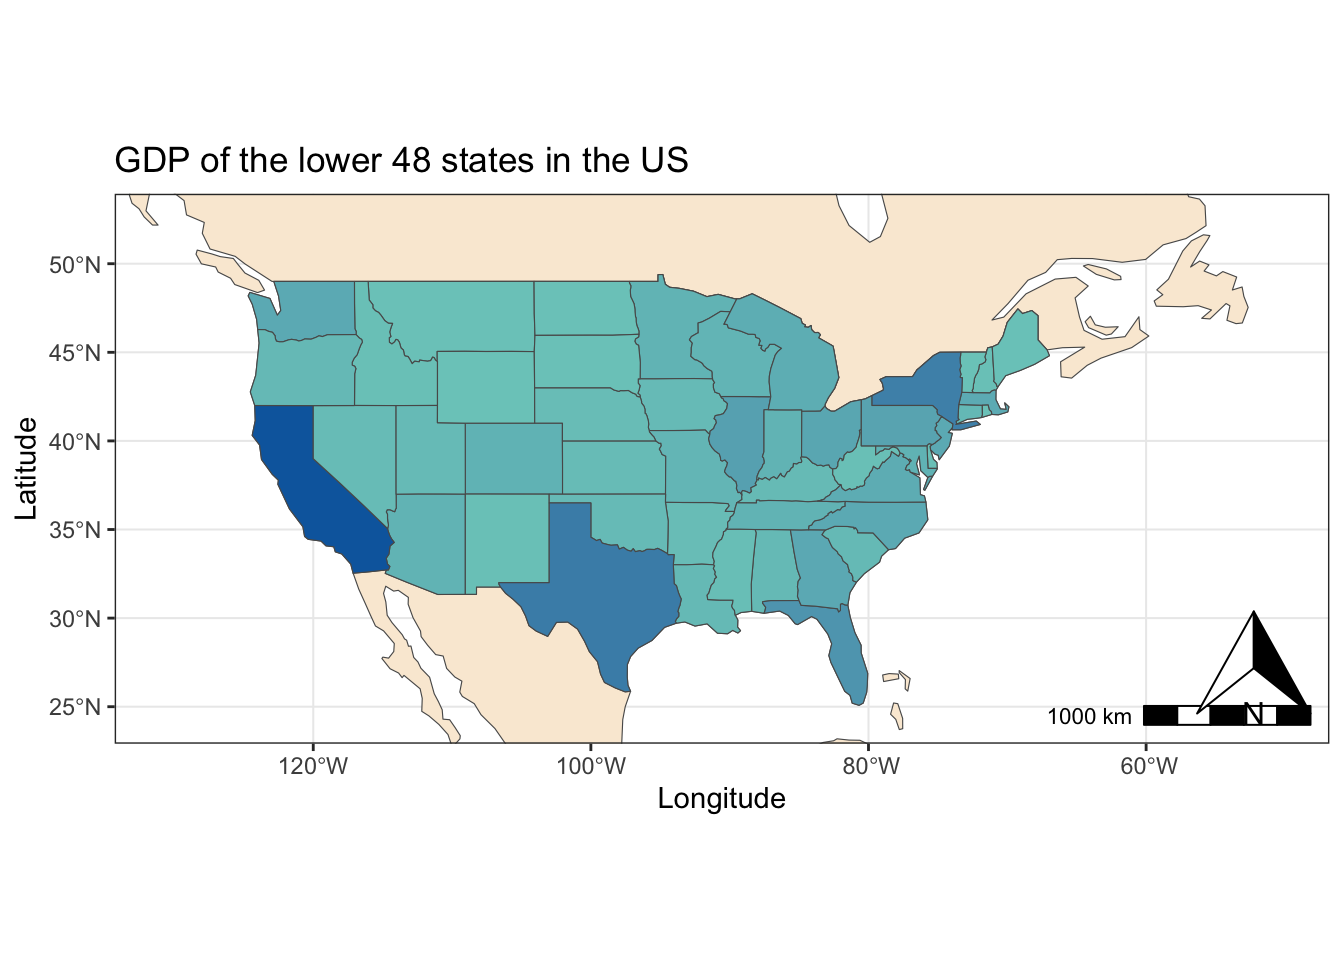 GDP of the lower 48 states in the US
50°N
45°N
40°N
35°N
30°N
25°N
Latitude
1000 km
N
120°W 100°W 80°W 60°W
Longitude